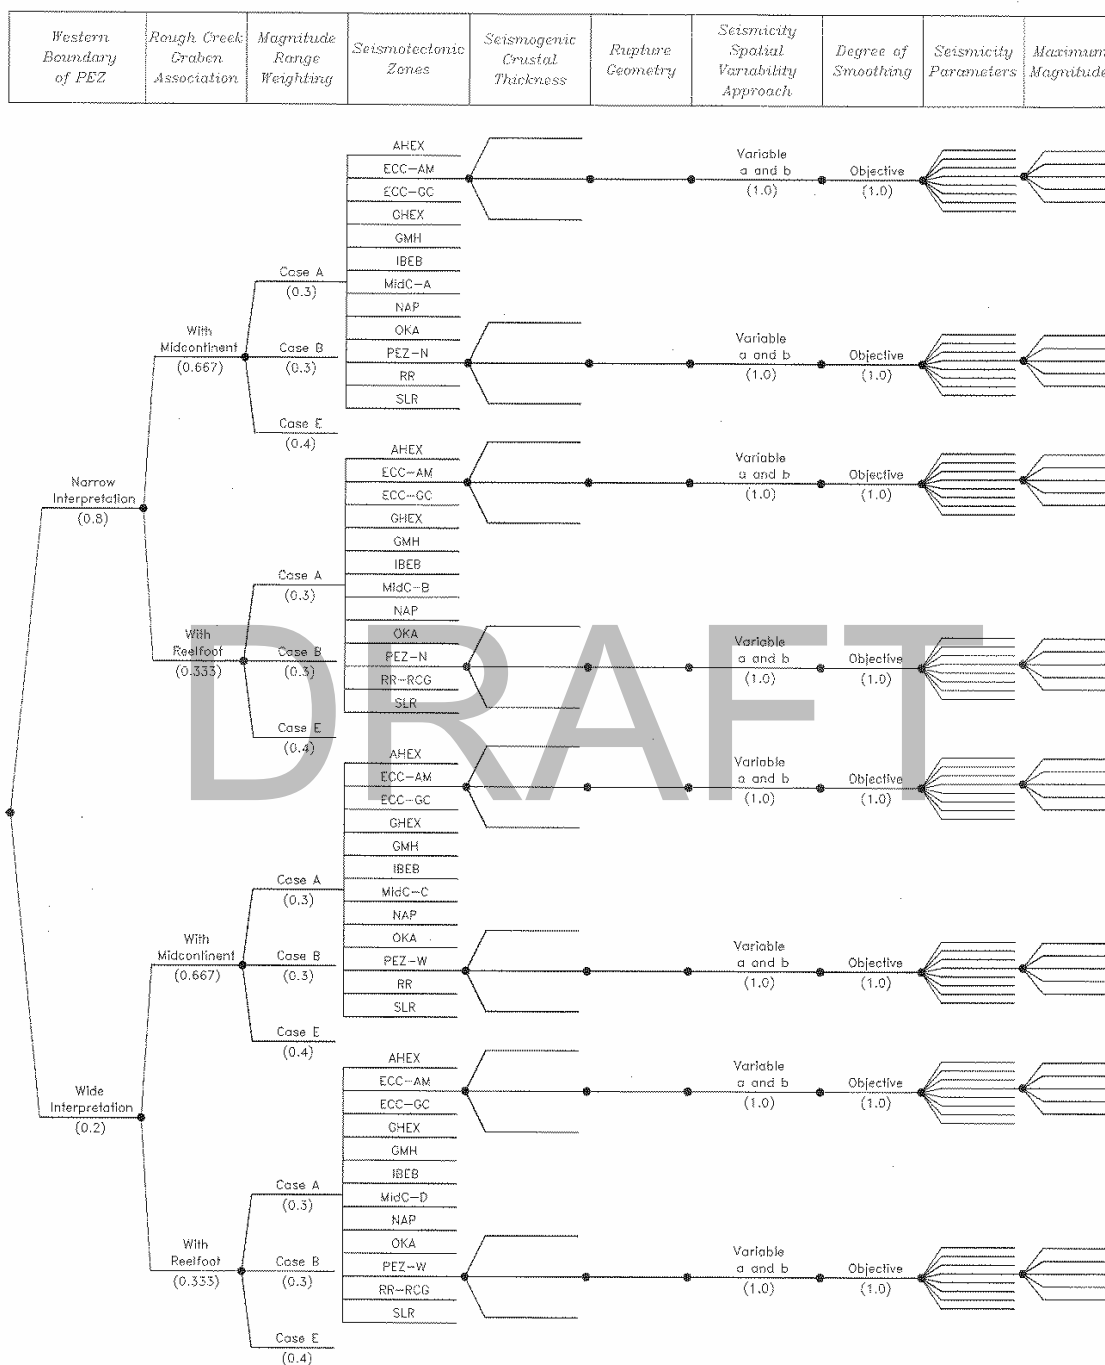 Western
Boundary
of PEZ
Rough Creek
Graben
Association
Magnitude
Range
Weighting
Seismotectonic
Zones
Seismogenic
Crustal
Thickness
Rupture
Geometry
Seismicity
Spatial
Variability
Approach
Degree of
Smoothing
Seismicity
Parameters
Maximum
Magnitude
Narrow
Interpretation
(0.8)
With
Midcontinent
(0.667)
Case A
(0.3)
Case B
(0.3)
Case E
(0.4)
AHEX
ECC-AM
ECC-GC
GHEX
GMH
IBEB
MidC-A
NAP
OKA
PEZ-N
RR
SLR
Variable
a and b
(1.0)
Objective
(1.0)
Variable
a and b
(1.0)
Objective
(1.0)
With
Reelfoot
(0.333)
Case A
(0.3)
Case B
(0.3)
Case E
(0.4)
AHEX
ECC-AM
ECC-GC
GHEX
GMH
IBEB
MidC-B
NAP
OKA
PEZ-N
RR-RCG
SLR
Variable
a and b
(1.0)
Objective
(1.0)
Variable
a and b
(1.0)
Objective
(1.0)
DRAFT
Wide
Interpretation
(0.2)
With
Midcontinent
(0.667)
Case A
(0.3)
Case B
(0.3)
Case E
(0.4)
AHEX
ECC-AM
ECC-GC
GHEX
GMH
IBEB
MidC-C
NAP
OKA
PEZ-W
RR
SLR
Variable
a and b
(1.0)
Objective
(1.0)
Variable
a and b
(1.0)
Objective
(1.0)
With
Reelfoot
(0.333)
Case A
(0.3)
Case B
(0.3)
Case E
(0.4)
AHEX
ECC-AM
ECC-GC
GHEX
GMH
IBEB
MidC-D
NAP
OKA
PEZ-W
RR-RCG
SLR
Variable
a and b
(1.0)
Objective
(1.0)
Variable
a and b
(1.0)
Objective
(1.0)